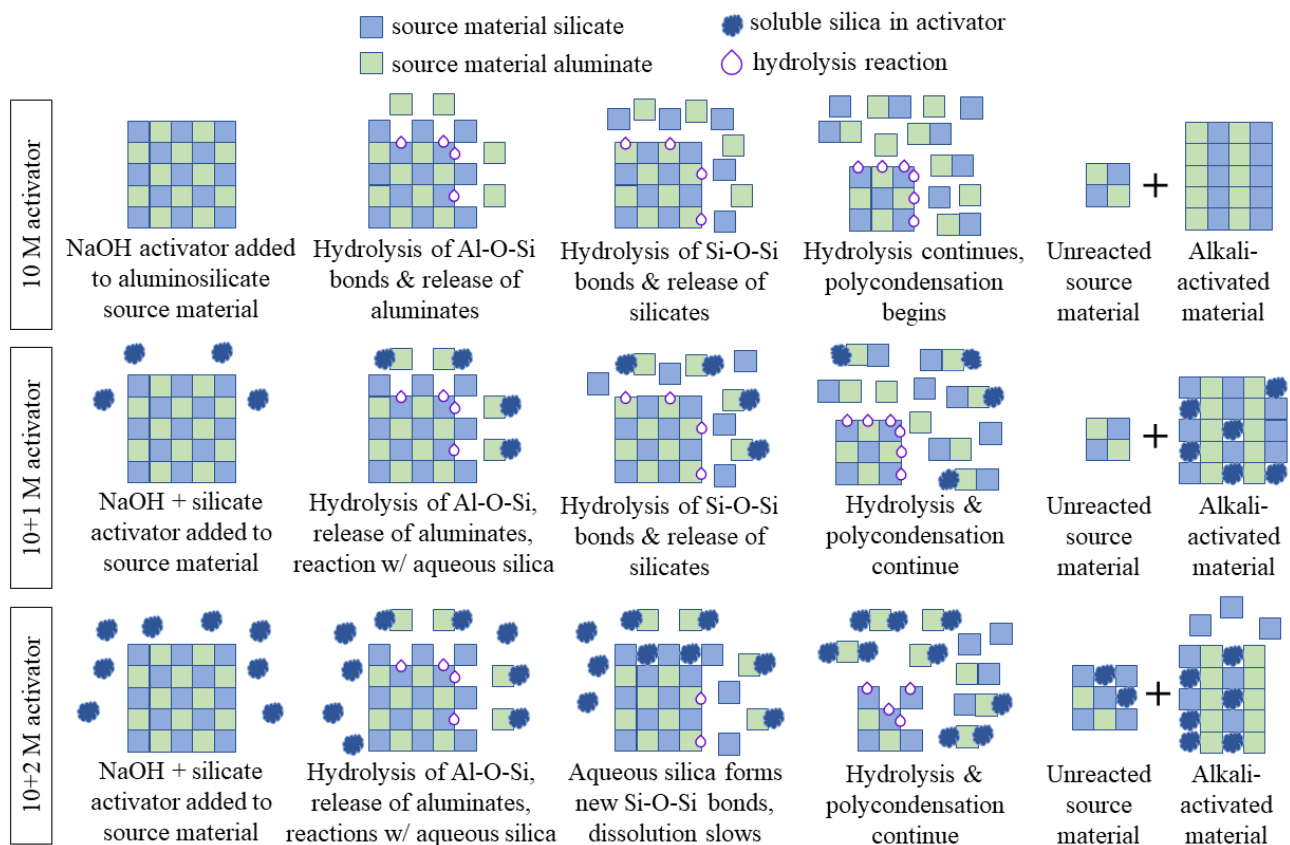 source material silicate
soluble silica in activator
source material aluminate
hydrolysis reaction
10 M activator
NaOH activator added
to aluminosilicate
source material
Hydrolysis of Al-O-Si
bonds & release of
aluminates
Hydrolysis of Si-O-Si
bonds & release of
silicates
Hydrolysis continues,
polycondensation
begins
Unreacted
source
material
+
Alkali-
activated
material
10+1 M activator
NaOH + silicate
activator added to
source material
Hydrolysis of Al-O-Si,
release of aluminates,
reaction w/ aqueous silica
Hydrolysis of Si-O-Si
bonds & release of
silicates
Hydrolysis &
polycondensation
continue
Unreacted
source
material
+
Alkali-
activated
material
10+2 M activator
NaOH + silicate
activator added to
source material
Hydrolysis of Al-O-Si,
release of aluminates,
reactions w/ aqueous silica
Aqueous silica forms
new Si-O-Si bonds,
dissolution slows
Hydrolysis &
polycondensation
continue
Unreacted
source
material
+
Alkali-
activated
material